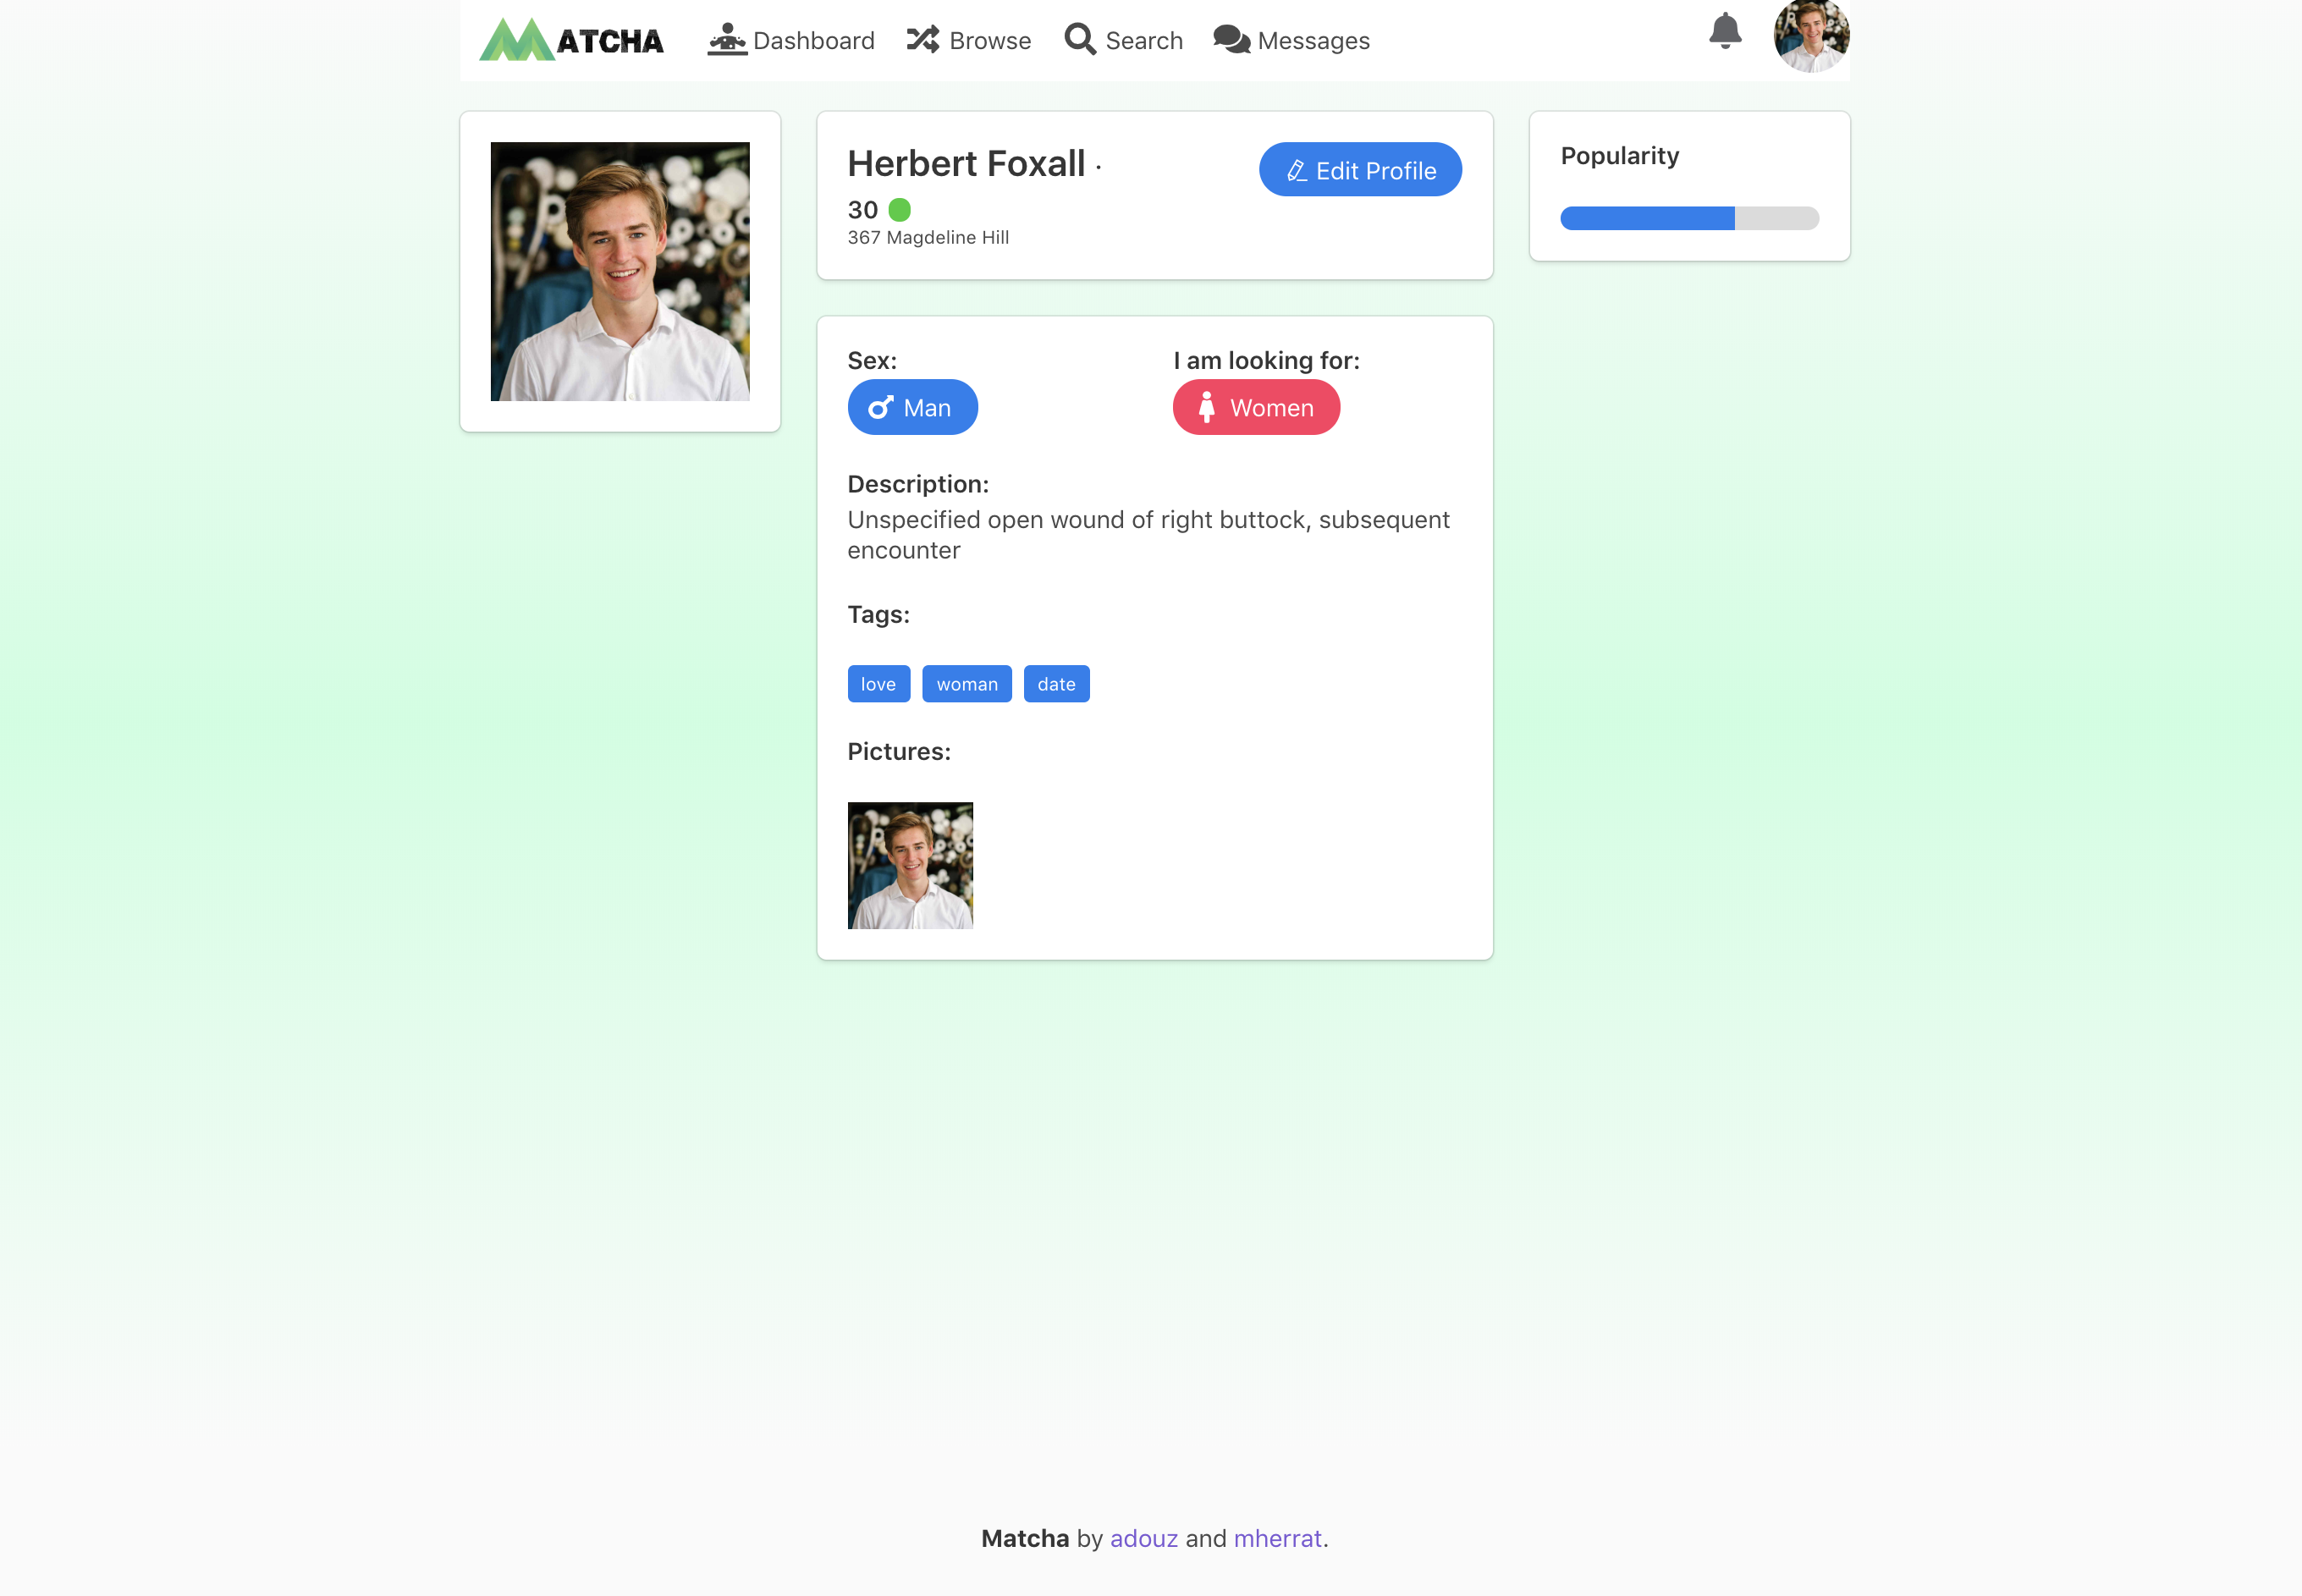 MATCHA Dashboard Browse Search Messages
Herbert Foxall ·
Edit Profile
30
367 Magdeline Hill
Popularity
Sex:
Man
I am looking for:
Women
Description:
Unspecified open wound of right buttock, subsequent
encounter
Tags:
love woman date
Pictures:
Matcha by adouz and mherrat.